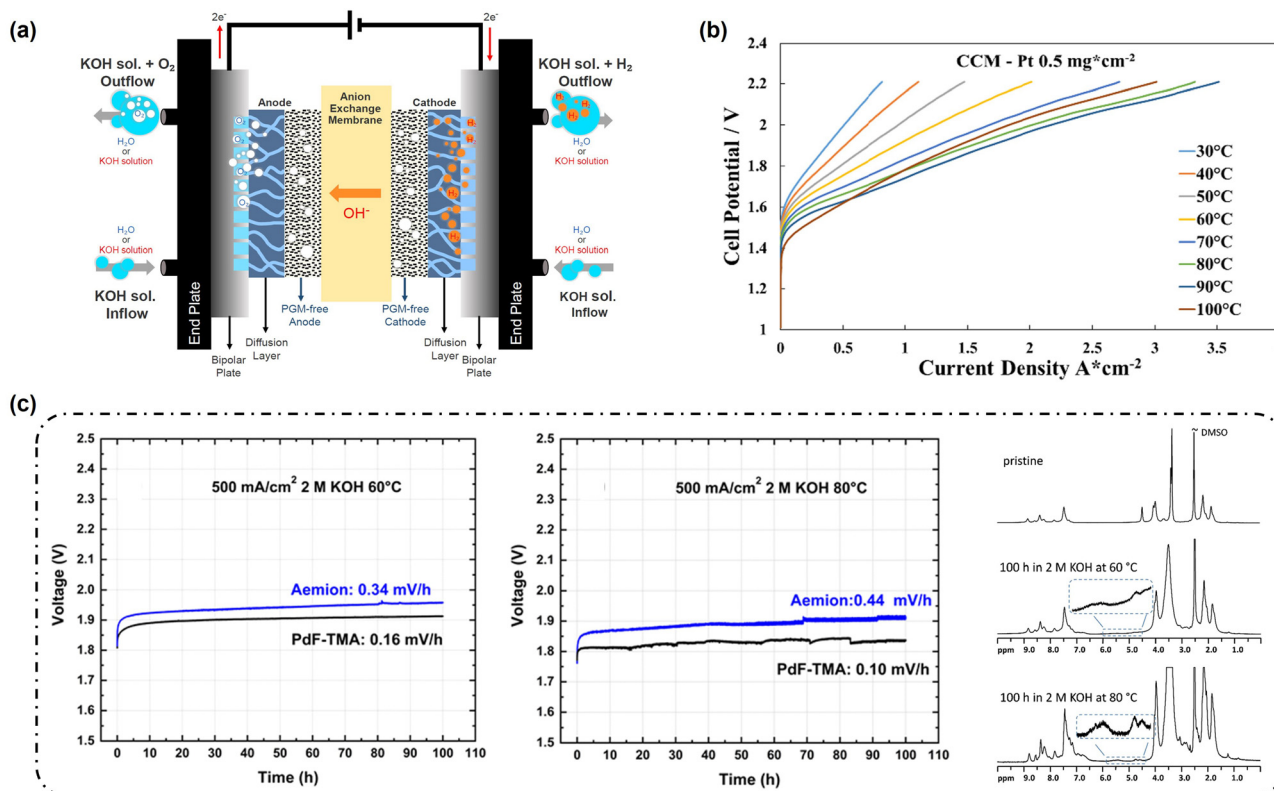 (a)
2e⁻
2e⁻
KOH sol. + O₂
Outflow
KOH sol. + H₂
Outflow
Anode
Anion
Exchange
Membrane
Cathode
O₂
O₂
O₂
O₂
O₂
H₂
H₂
H₂
H₂
H₂
H₂
H₂
H₂
H₂O
or
KOH solution
H₂O
or
KOH solution
OH⁻
H₂O
or
KOH solution
H₂O
or
KOH solution
KOH sol.
Inflow
KOH sol.
Inflow
End Plate
End Plate
PGM-free
Anode
PGM-free
Cathode
Diffusion
Layer
Diffusion
Layer
Bipolar
Plate
Bipolar
Plate
(b)
CCM - Pt 0.5 mg*cm⁻²
Cell Potential / V
2.4
2.2
2
1.8
1.6
1.4
1.2
1
30°C
40°C
50°C
60°C
70°C
80°C
90°C
100°C
0 0.5 1 1.5 2 2.5 3 3.5
Current Density A*cm⁻²
(c)
500 mA/cm² 2 M KOH 60°C
Voltage (V)
2.5
2.4
2.3
2.2
2.1
2.0
1.9
1.8
1.7
1.6
1.5
Aemion: 0.34 mV/h
PdF-TMA: 0.16 mV/h
0 10 20 30 40 50 60 70 80 90 100 110
Time (h)
500 mA/cm² 2 M KOH 80°C
Voltage (V)
2.5
2.4
2.3
2.2
2.1
2.0
1.9
1.8
1.7
1.6
1.5
Aemion:0.44 mV/h
PdF-TMA: 0.10 mV/h
0 10 20 30 40 50 60 70 80 90 100 110
Time (h)
~ DMSO
pristine
100 h in 2 M KOH at 60 °C
ppm 9.0 8.0 7.0 6.0 5.0 4.0 3.0 2.0 1.0
100 h in 2 M KOH at 80 °C
ppm 9.0 8.0 7.0 6.0 5.0 4.0 3.0 2.0 1.0